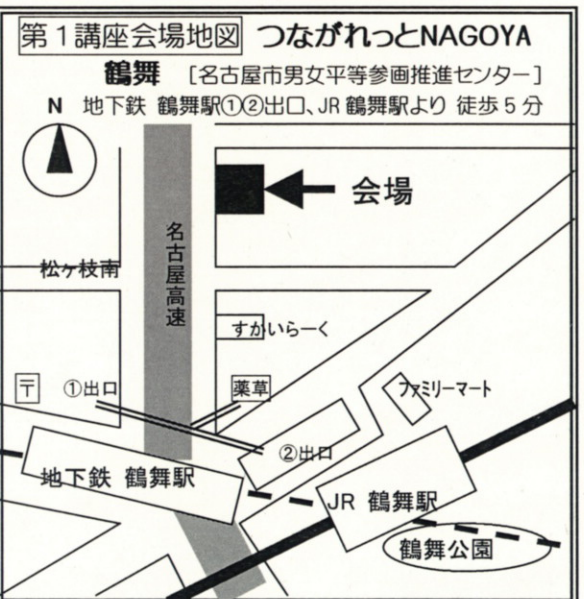 第1講座会場地図 つながれっとNAGOYA
鶴舞 [名古屋市男女平等参画推進センター]
N 地下鉄 鶴舞駅①②出口、JR 鶴舞駅より 徒歩5分
会場
名古屋高速
松ヶ枝南
すかいらーく
〒 ①出口
薬草
ファミリーマート
②出口
地下鉄 鶴舞駅
JR 鶴舞駅
鶴舞公園